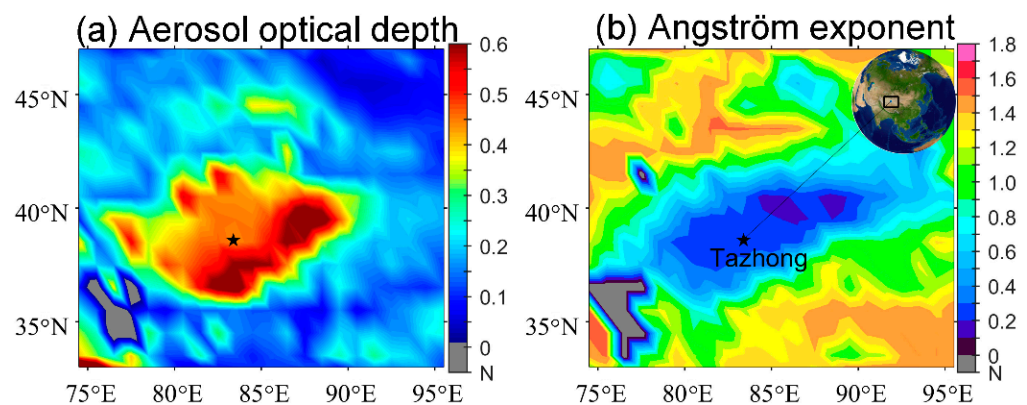 (a) Aerosol optical depth
0.6
0.5
0.4
0.3
0.2
0.1
0
N
45°N
40°N
35°N
75°E 80°E 85°E 90°E 95°E
(b) Angström exponent
1.8
1.6
1.4
1.2
1.0
0.8
0.6
0.4
0.2
0
N
45°N
40°N
35°N
Tazhong
75°E 80°E 85°E 90°E 95°E